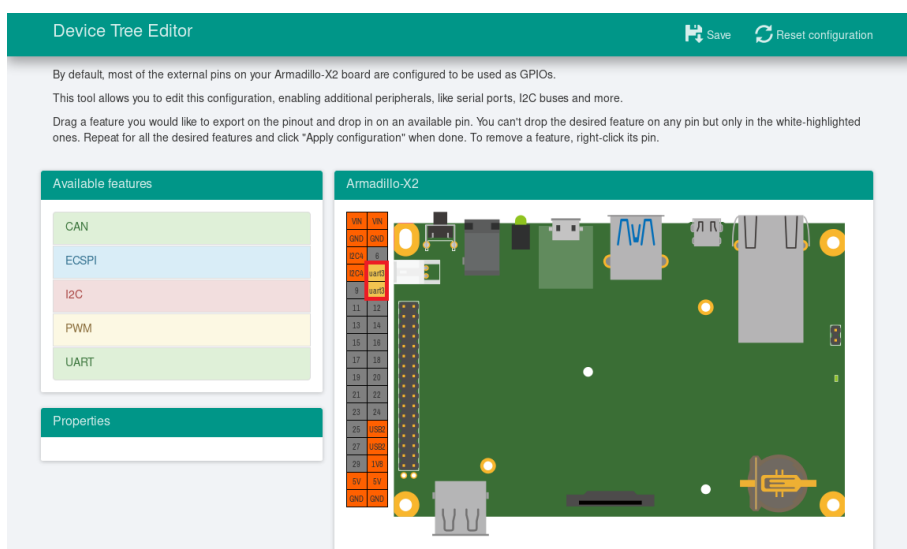 Device Tree Editor
Save
Reset configuration
By default, most of the external pins on your Armadillo-X2 board are configured to be used as GPIOs.
This tool allows you to edit this configuration, enabling additional peripherals, like serial ports, I2C buses and more.
Drag a feature you would like to export on the pinout and drop in on an available pin. You can't drop the desired feature on any pin but only in the white-highlighted
ones. Repeat for all the desired features and click "Apply configuration" when done. To remove a feature, right-click its pin.
Available features
CAN
ECSPI
I2C
PWM
UART
Properties
Armadillo-X2
VIN VIN
GND GND
I2C4 6
I2C4 uart3
9 uart3
11 12
13 14
15 16
17 18
19 20
21 22
23 24
25 USB2
27 USB2
29 1V8
5V 5V
GND GND